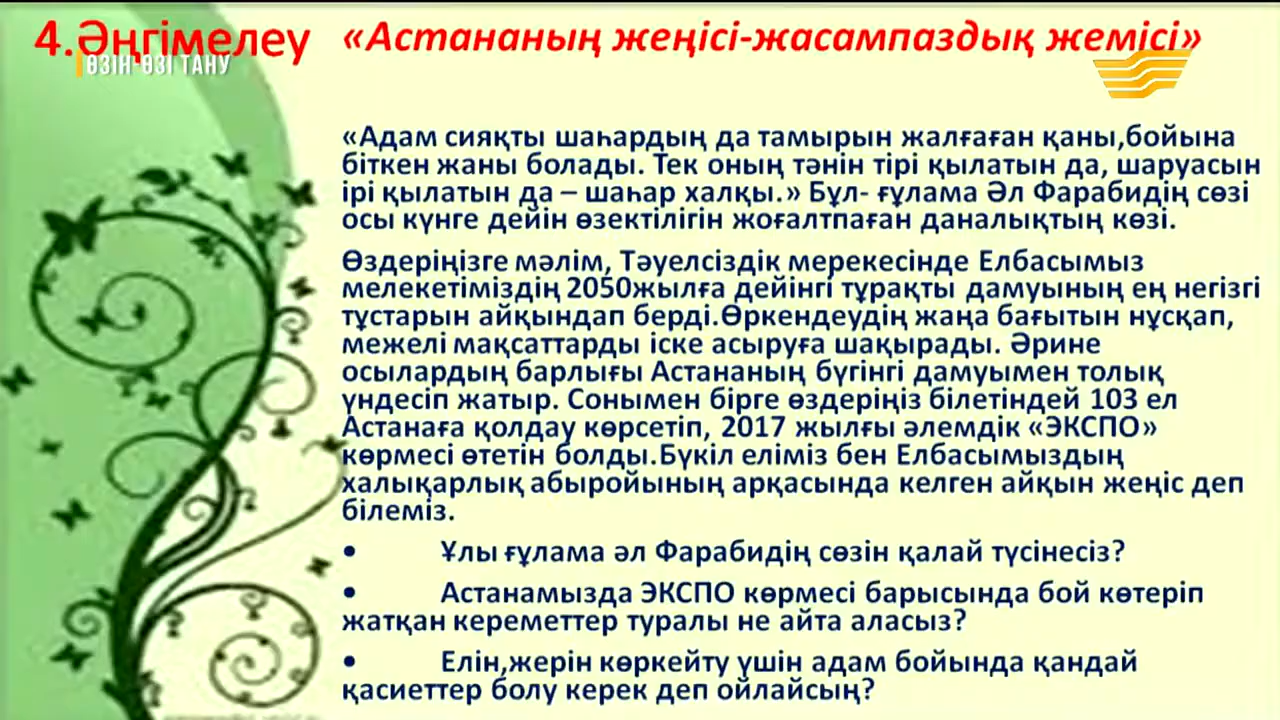 4.Әңгімелеу «Астананың жеңісі-жасампаздық жемісі»
ӨЗІН-ӨЗІ ТАНУ
«Адам сияқты шаһардың да тамырын жалғаған қаны,бойына
біткен жаны болады. Тек оның тәнін тірі қылатын да, шаруасын
ірі қылатын да – шаһар халқы.» Бұл- ғұлама Әл Фарабидің сөзі
осы күнге дейін өзектілігін жоғалтпаған даналықтың көзі.
Өздеріңізге мәлім, Тәуелсіздік мерекесінде Елбасымыз
мелекетіміздің 2050жылға дейінгі тұрақты дамуының ең негізгі
тұстарын айқындап берді.Өркендеудің жаңа бағытын нұсқап,
межелі мақсаттарды іске асыруға шақырады. Әрине
осылардың барлығы Астананың бүгінгі дамуымен толық
үндесіп жатыр. Сонымен бірге өздеріңіз білетіндей 103 ел
Астанаға қолдау көрсетіп, 2017 жылғы әлемдік «ЭКСПО»
көрмесі өтетін болды.Бүкіл еліміз бен Елбасымыздың
халықарлық абыройының арқасында келген айқын жеңіс деп
білеміз.
• Ұлы ғұлама әл Фарабидің сөзін қалай түсінесіз?
• Астанамызда ЭКСПО көрмесі барысында бой көтеріп
жатқан кереметтер туралы не айта аласыз?
• Елін,жерін көркейту үшін адам бойында қандай
қасиеттер болу керек деп ойлайсың?